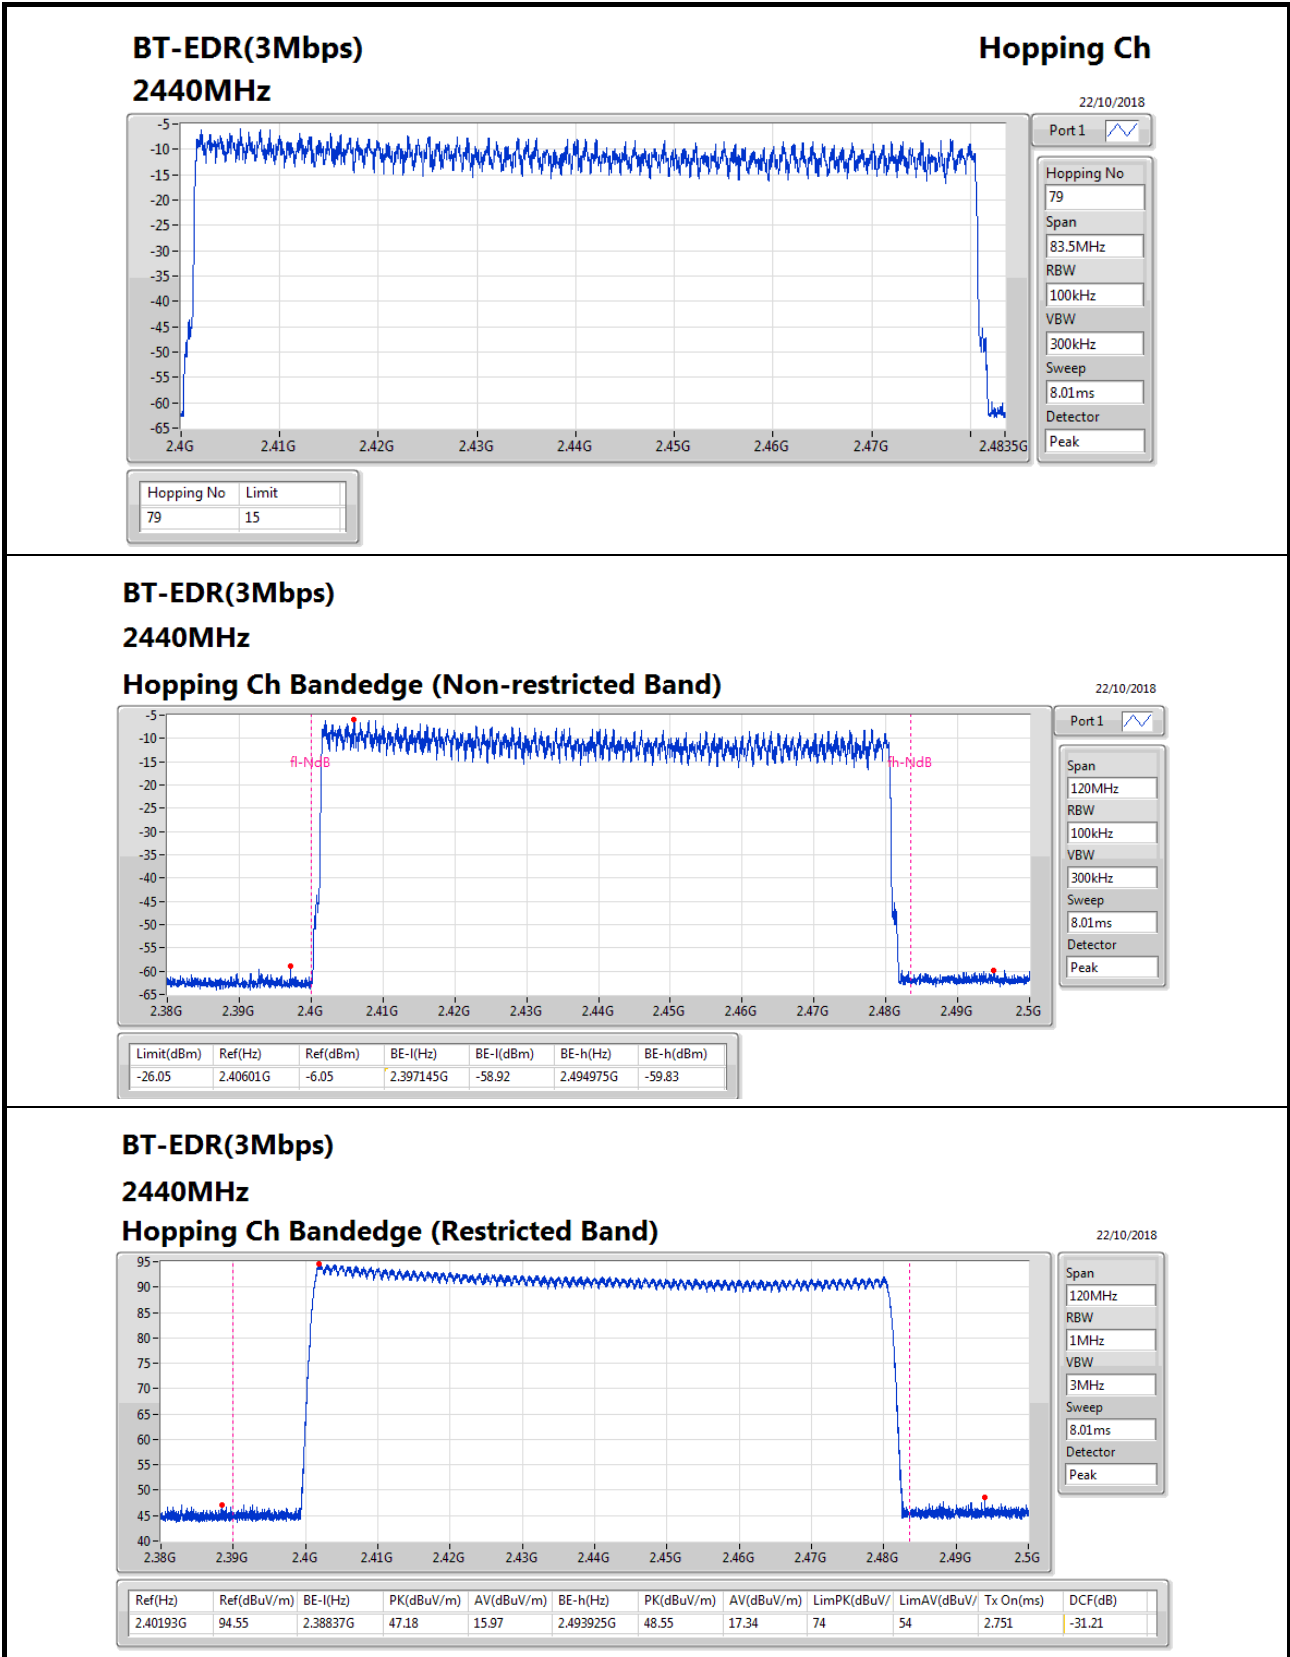 BT-EDR(3Mbps)
Hopping Ch
2440MHz
22/10/2018
-5
-10
-15
-20
-25
-30
-35
-40
-45
-50
-55
-60
-65
2.4G 2.41G 2.42G 2.43G 2.44G 2.45G 2.46G 2.47G 2.4835G
Port 1
Hopping No
79
Span
83.5MHz
RBW
100kHz
VBW
300kHz
Sweep
8.01ms
Detector
Peak
Hopping No Limit
79 15
BT-EDR(3Mbps)
2440MHz
Hopping Ch Bandedge (Non-restricted Band)
22/10/2018
-5
-10
-15
-20
-25
-30
-35
-40
-45
-50
-55
-60
-65
fl-NdB
fh-NdB
2.38G 2.39G 2.4G 2.41G 2.42G 2.43G 2.44G 2.45G 2.46G 2.47G 2.48G 2.49G 2.5G
Port 1
Span
120MHz
RBW
100kHz
VBW
300kHz
Sweep
8.01ms
Detector
Peak
Limit(dBm) Ref(Hz) Ref(dBm) BE-l(Hz) BE-l(dBm) BE-h(Hz) BE-h(dBm)
-26.05 2.40601G -6.05 2.397145G -58.92 2.494975G -59.83
BT-EDR(3Mbps)
2440MHz
Hopping Ch Bandedge (Restricted Band)
22/10/2018
95
90
85
80
75
70
65
60
55
50
45
40
2.38G 2.39G 2.4G 2.41G 2.42G 2.43G 2.44G 2.45G 2.46G 2.47G 2.48G 2.49G 2.5G
Span
120MHz
RBW
1MHz
VBW
3MHz
Sweep
8.01ms
Detector
Peak
Ref(Hz) Ref(dBuV/m) BE-l(Hz) PK(dBuV/m) AV(dBuV/m) BE-h(Hz) PK(dBuV/m) AV(dBuV/m) LimPK(dBuV/ LimAV(dBuV/ Tx On(ms) DCF(dB)
2.40193G 94.55 2.38837G 47.18 15.97 2.493925G 48.55 17.34 74 54 2.751 -31.21